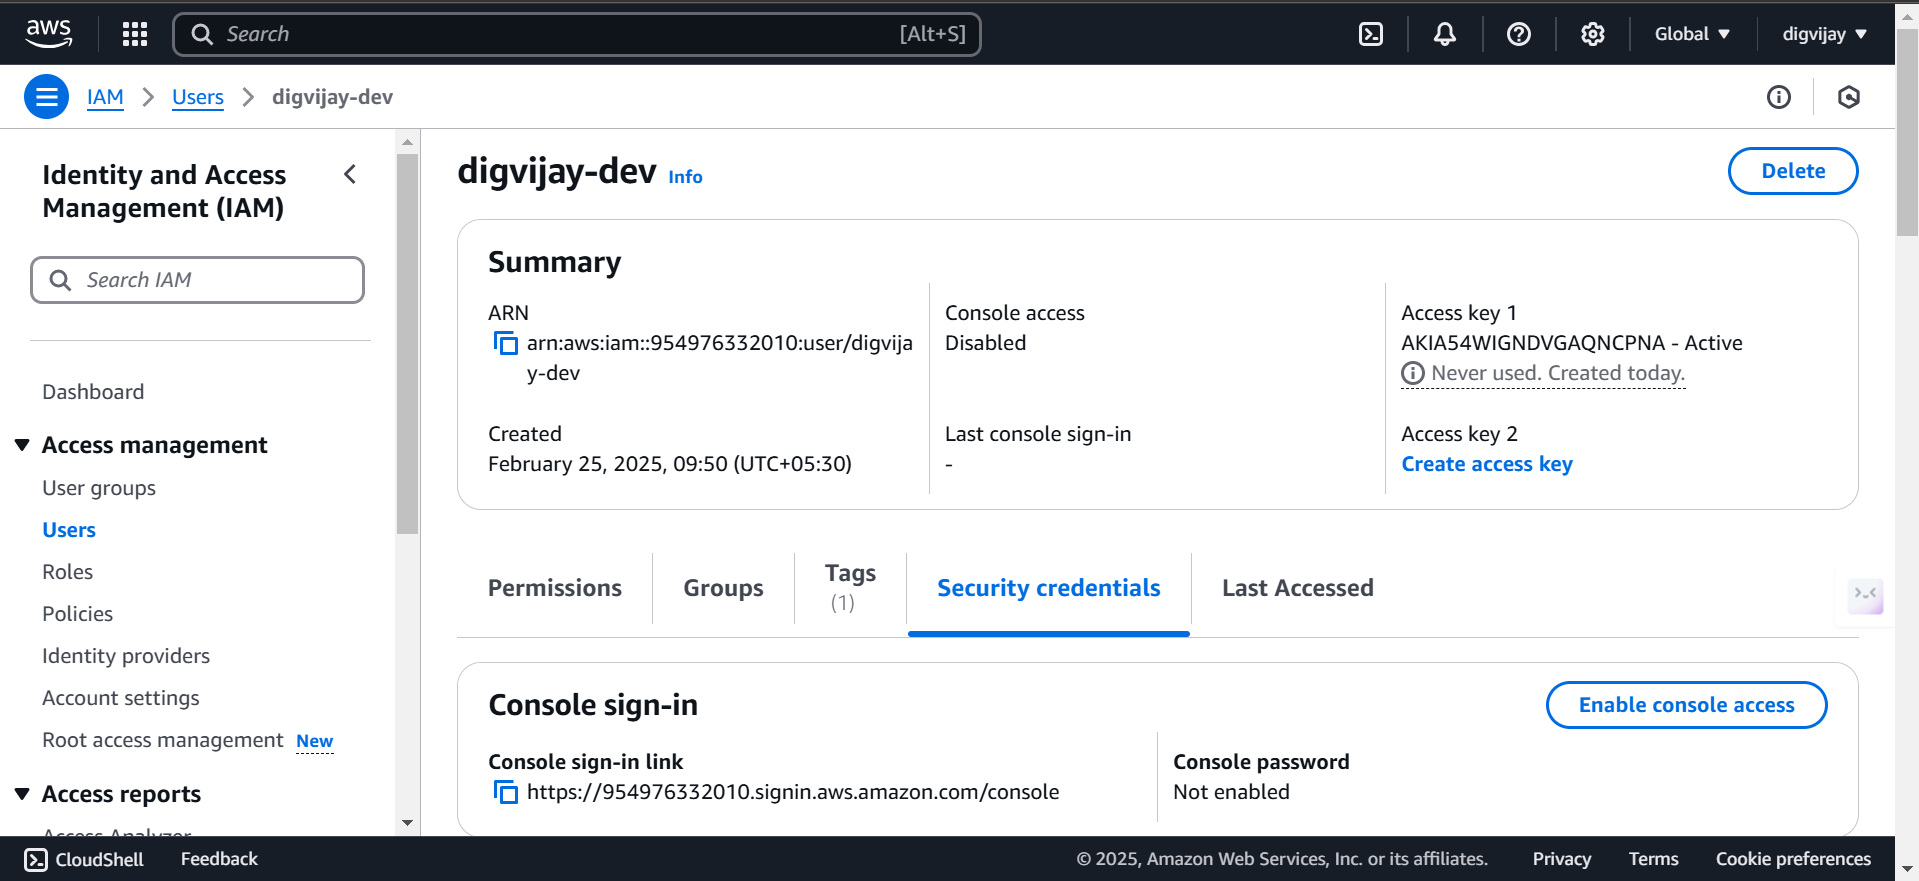 aws
Search [Alt+S]
Global
digvijay
IAM
Users
digvijay-dev
Identity and Access
Management (IAM)
Search IAM
Dashboard
Access management
User groups
Users
Roles
Policies
Identity providers
Account settings
Root access management New
Access reports
Access Analyzer
digvijay-dev Info
Delete
Summary
ARN
arn:aws:iam::954976332010:user/digvija
y-dev
Created
February 25, 2025, 09:50 (UTC+05:30)
Console access
Disabled
Last console sign-in
-
Access key 1
AKIA54WIGNDVGAQNCPNA - Active
Never used. Created today.
Access key 2
Create access key
Permissions
Groups
Tags
(1)
Security credentials
Last Accessed
Console sign-in
Enable console access
Console sign-in link
https://954976332010.signin.aws.amazon.com/console
Console password
Not enabled
CloudShell
Feedback
© 2025, Amazon Web Services, Inc. or its affiliates.
Privacy
Terms
Cookie preferences